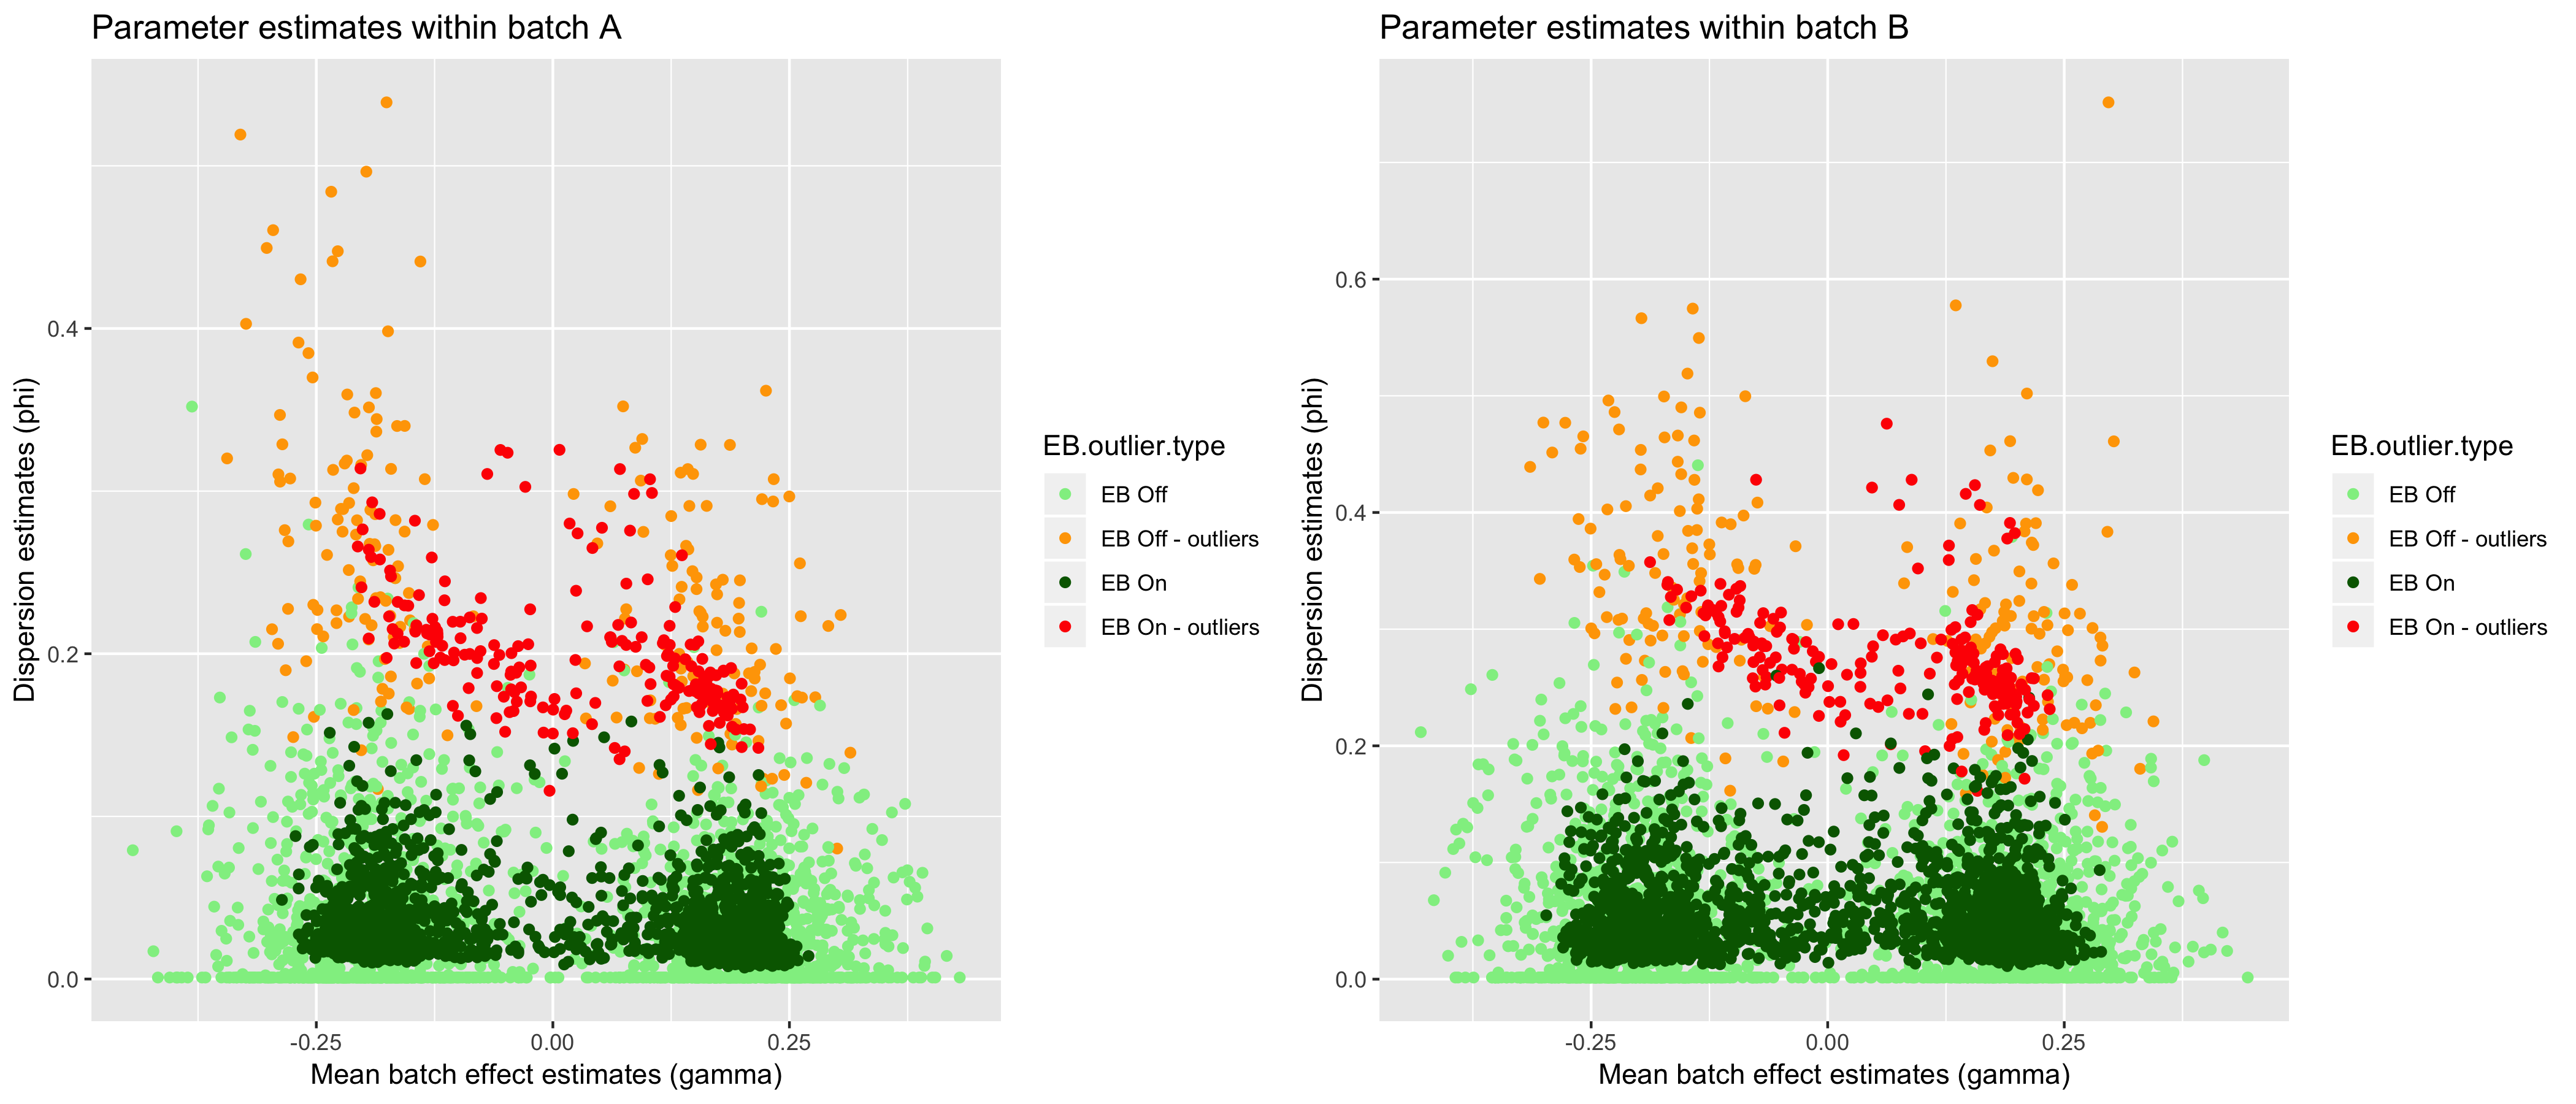 Parameter estimates within batch A
Dispersion estimates (phi)
0.4
0.2
0.0
-0.25
0.00
0.25
Mean batch effect estimates (gamma)
EB.outlier.type
EB Off
EB Off - outliers
EB On
EB On - outliers
Parameter estimates within batch B
Dispersion estimates (phi)
0.6
0.4
0.2
0.0
-0.25
0.00
0.25
Mean batch effect estimates (gamma)
EB.outlier.type
EB Off
EB Off - outliers
EB On
EB On - outliers